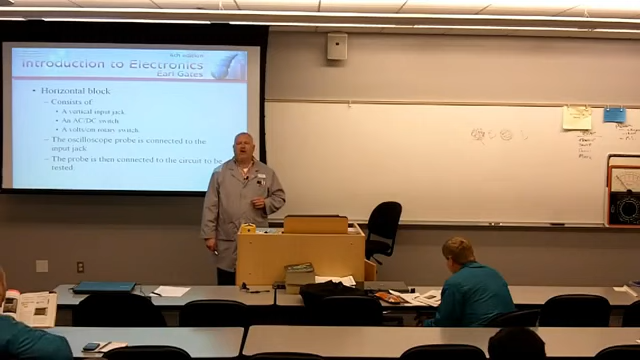 Introduction to Electronics
Earl Gates
• Horizontal block
– Consists of
• A vertical input jack
• An AC/DC switch
• A volts/cm rotary switch
– The oscilloscope probe is connected to the
input jack
– The probe is then connected to the circuit to be
tested.